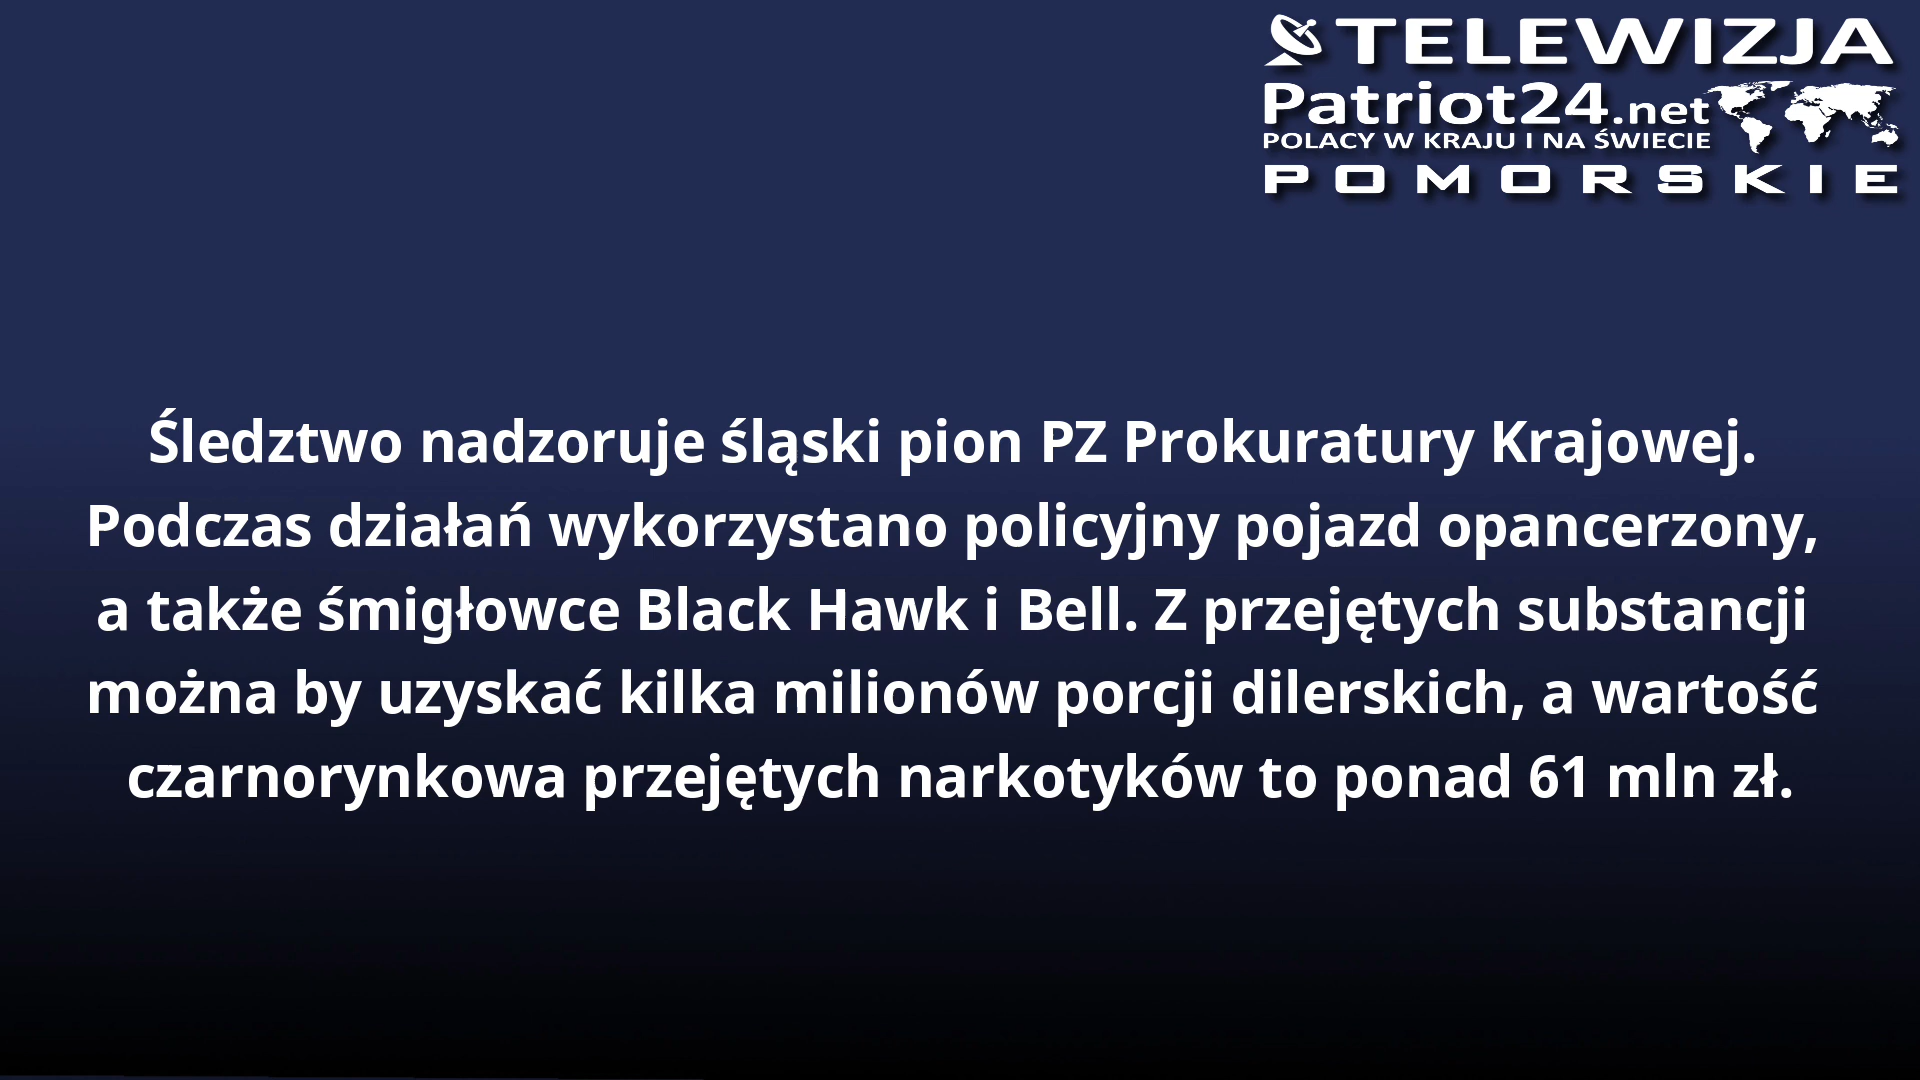 TELEWIZJA
Patriot24.net
POLACY W KRAJU I NA ŚWIECIE
POMORSKIE
Śledztwo nadzoruje śląski pion PZ Prokuratury Krajowej.
Podczas działań wykorzystano policyjny pojazd opancerzony,
a także śmigłowce Black Hawk i Bell. Z przejętych substancji
można by uzyskać kilka milionów porcji dilerskich, a wartość
czarnorynkowa przejętych narkotyków to ponad 61 mln zł.